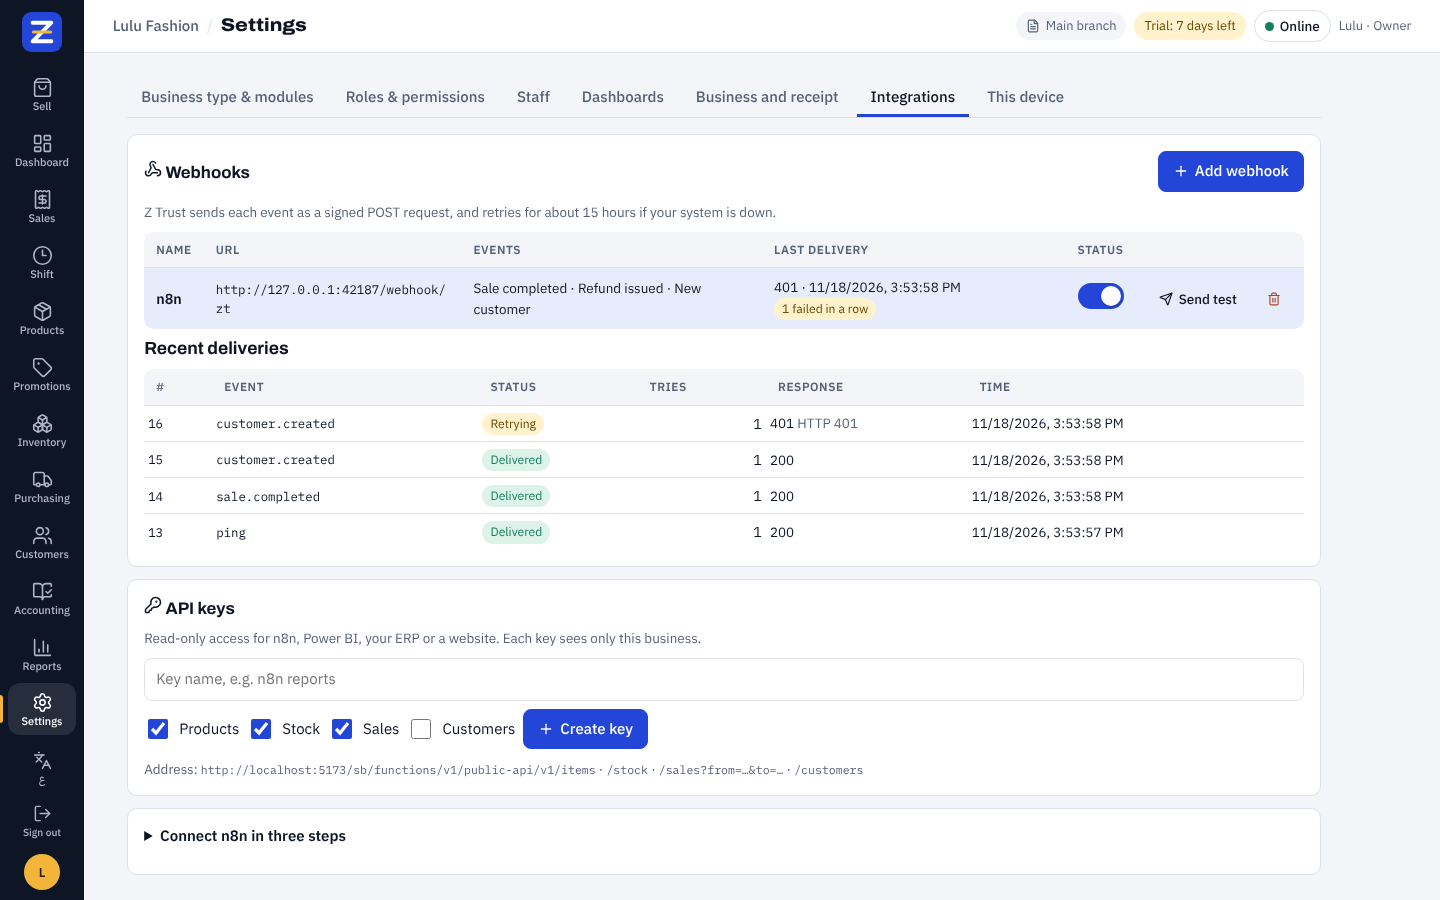 Lulu Fashion / Settings
Main branch
Trial: 7 days left
Online
Lulu · Owner
Z
Sell
Dashboard
Sales
Shift
Products
Promotions
Inventory
Purchasing
Customers
Accounting
Reports
Settings
ع
Sign out
L
Business type & modules
Roles & permissions
Staff
Dashboards
Business and receipt
Integrations
This device
Webhooks
+ Add webhook
Z Trust sends each event as a signed POST request, and retries for about 15 hours if your system is down.
NAME URL EVENTS LAST DELIVERY STATUS
n8n
http://127.0.0.1:42187/webhook/
zt
Sale completed · Refund issued · New
customer
401 · 11/18/2026, 3:53:58 PM
1 failed in a row
Send test
Recent deliveries
# EVENT STATUS TRIES RESPONSE TIME
16 customer.created Retrying 1 401 HTTP 401 11/18/2026, 3:53:58 PM
15 customer.created Delivered 1 200 11/18/2026, 3:53:58 PM
14 sale.completed Delivered 1 200 11/18/2026, 3:53:58 PM
13 ping Delivered 1 200 11/18/2026, 3:53:57 PM
API keys
Read-only access for n8n, Power BI, your ERP or a website. Each key sees only this business.
Key name, e.g. n8n reports
Products Stock Sales Customers + Create key
Address: http://localhost:5173/sb/functions/v1/public-api/v1/items · /stock · /sales?from=…&to=… · /customers
Connect n8n in three steps